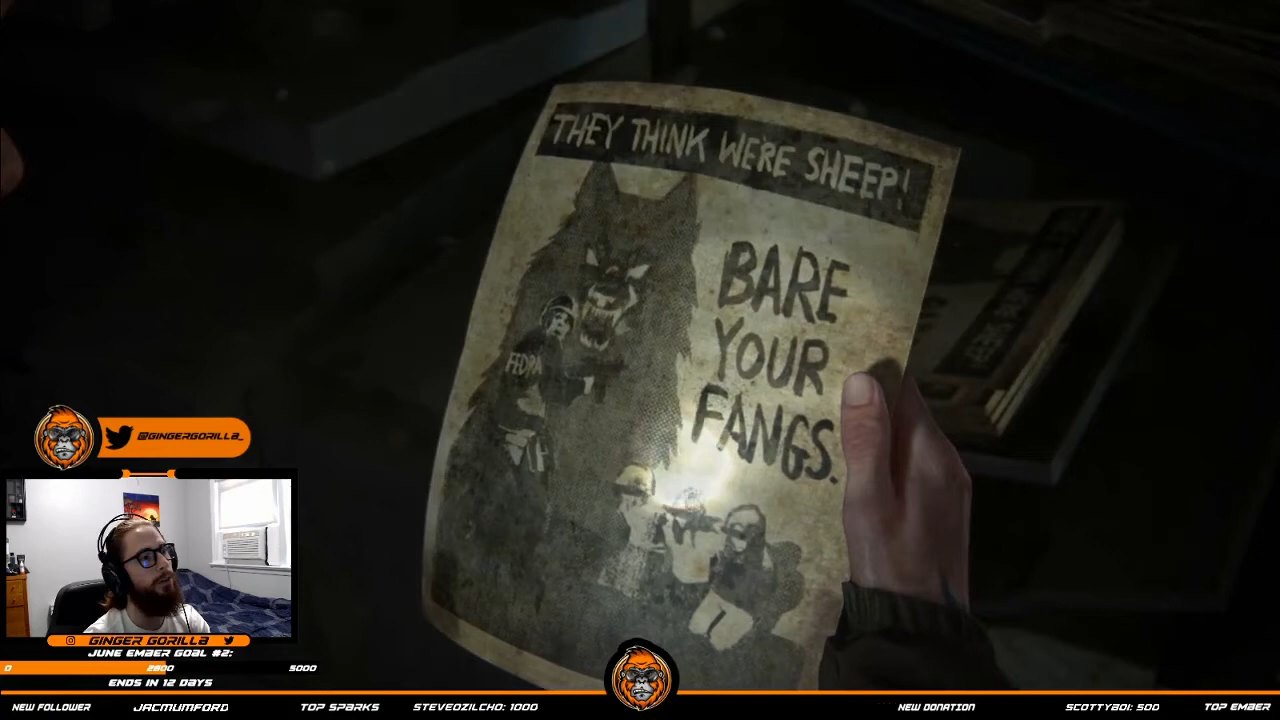 THEY THINK WE'RE SHEEP!
BARE
YOUR
FANGS.
FEDRA
@GINGERGORILLA_
GINGER GORILLA
JUNE EMBER GOAL #2:
0 2600 5000
ENDS IN 12 DAYS
NEW FOLLOWER JACMUMFORD TOP SPARKS STEVEOZILCHO: 1000 NEW DONATION SCOTTYBOI: 500 TOP EMBER